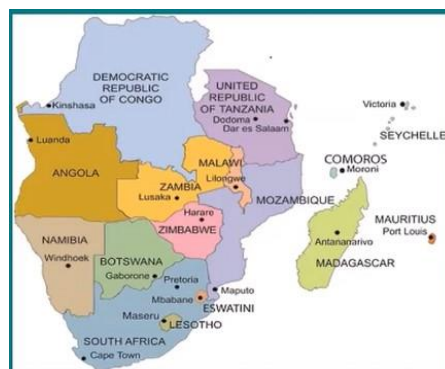 DEMOCRATIC
REPUBLIC
OF CONGO
Kinshasa
UNITED
REPUBLIC
OF TANZANIA
Dodoma
Dar es Salaam
Victoria
SEYCHELLE
Luanda
ANGOLA
MALAWI
Lilongwe
COMOROS
Moroni
ZAMBIA
Lusaka
MOZAMBIQUE
Harare
ZIMBABWE
MAURITIUS
Port Louis
NAMIBIA
Windhoek
Antananarivo
MADAGASCAR
BOTSWANA
Gaborone
Pretoria
Mbabane
Maputo
ESWATINI
Maseru
LESOTHO
SOUTH AFRICA
Cape Town